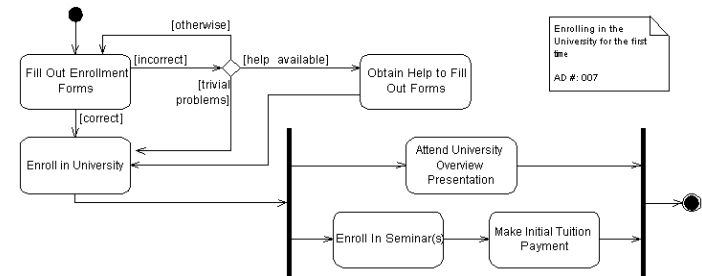 [otherwise]
Fill Out Enrollment
Forms
[incorrect]
[help available]
Obtain Help to Fill
Out Forms
[trivial
problems]
[correct]
Enrolling in the
University for the first
time
AD #: 007
Enroll in University
Attend University
Overview
Presentation
Enroll In Seminar(s)
Make Initial Tuition
Payment